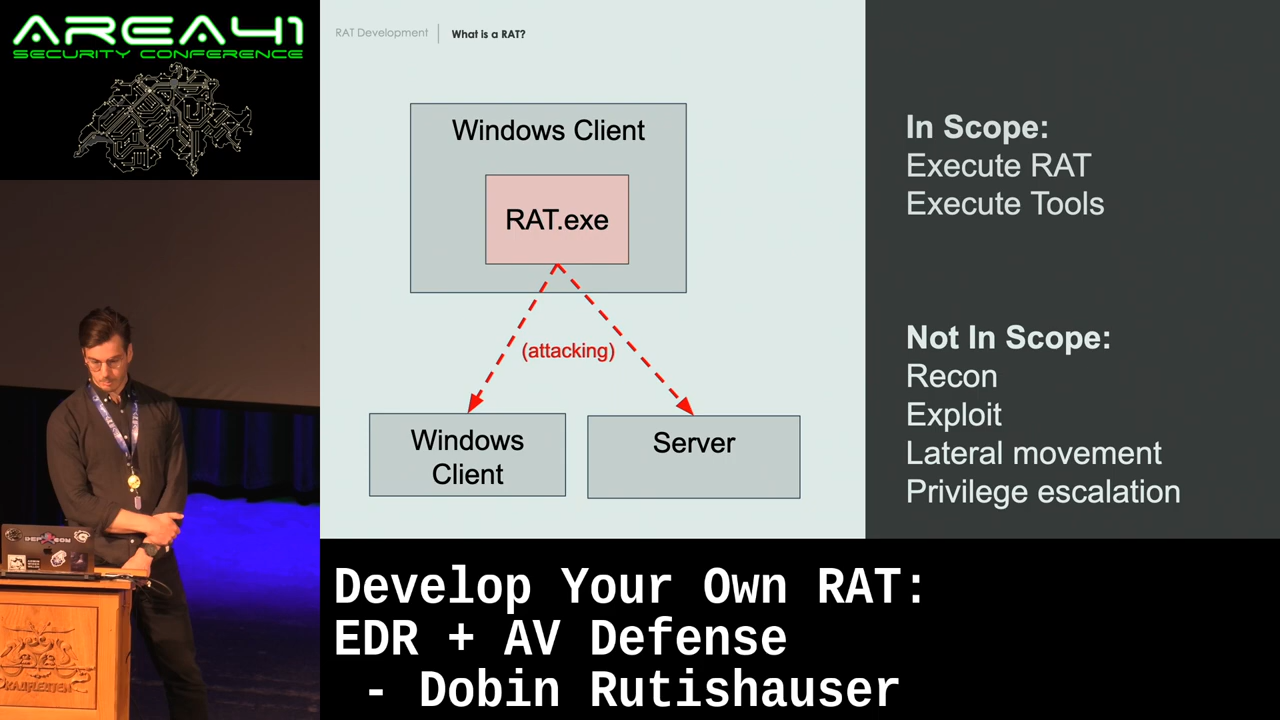 AREA41
SECURITY CONFERENCE
RAT Development
What is a RAT?
Windows Client
RAT.exe
(attacking)
Windows
Client
Server
In Scope:
Execute RAT
Execute Tools
Not In Scope:
Recon
Exploit
Lateral movement
Privilege escalation
KAUFLEUTEN
Develop Your Own RAT:
EDR + AV Defense
- Dobin Rutishauser